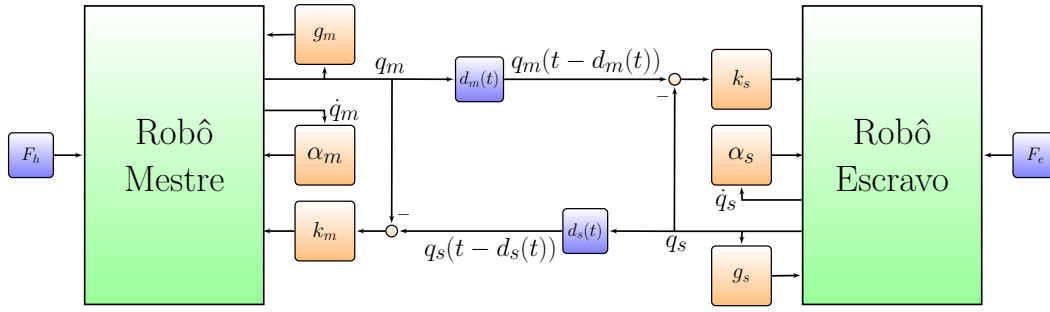 g_m
q_m
d_m(t)
q_m(t − d_m(t))
−
k_s
q̇_m
Robô
Mestre
F_h
α_m
α_s
Robô
Escravo
F_e
q̇_s
k_m
−
q_s(t − d_s(t))
d_s(t)
q_s
g_s